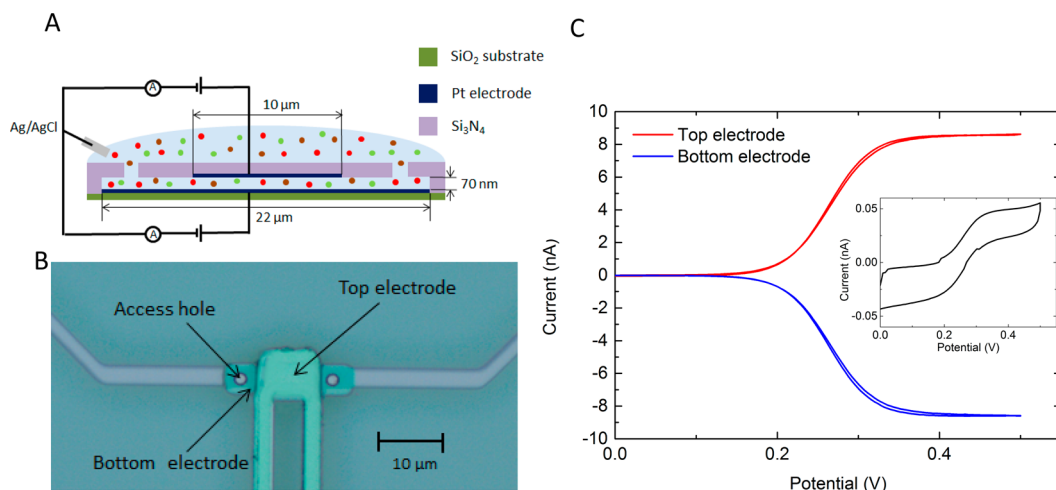 A
SiO2 substrate
Pt electrode
Si3N4
10 µm
Ag/AgCl
A
70 nm
22 µm
A
B
Access hole
Top electrode
Bottom electrode
10 µm
C
10
8
6
4
2
0
-2
-4
-6
-8
-10
Current (nA)
Top electrode
Bottom electrode
0.05
0.00
-0.05
Current (nA)
0.0 0.2 0.4
Potential (V)
0.0 0.2 0.4
Potential (V)